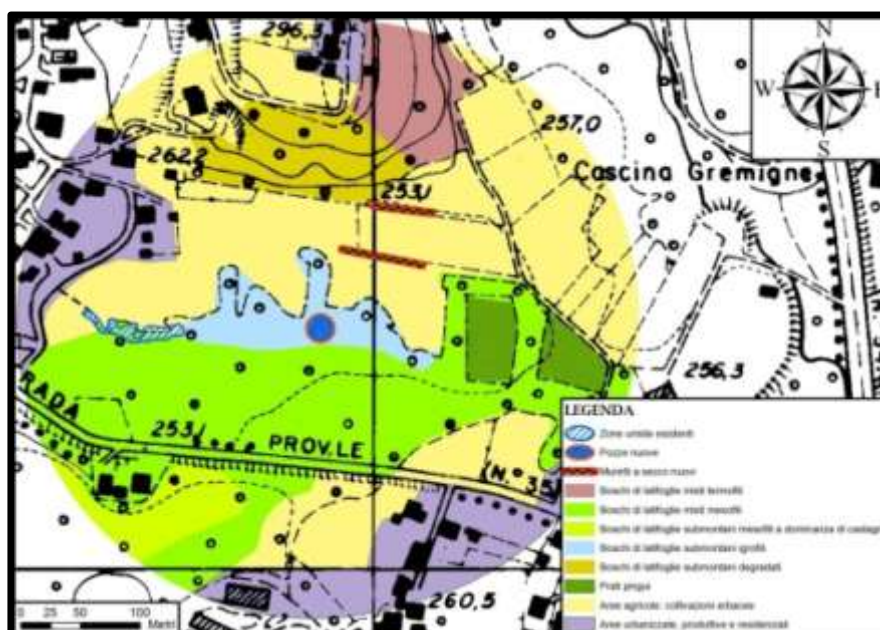 296,3
N
W
E
S
257,0
262,2
Cascina Gremigne
253,1
RADA
253,1
PROV.LE
(N. 35)
256,3
260,5
LEGENDA
Zone umide esistenti
Pozze nuove
Muretti a secco nuovi
Boschi di latifoglie misti termofili
Boschi di latifoglie misti mesofili
Boschi di latifoglie submontani mesofili a dominanza di castagn
Boschi di latifoglie submontani igrofili
Boschi di latifoglie submontani degradati
Prati pingui
Aree agricole: coltivazioni erbacee
Aree urbanizzate, produttive e residenziali
0 25 50 100
Metri